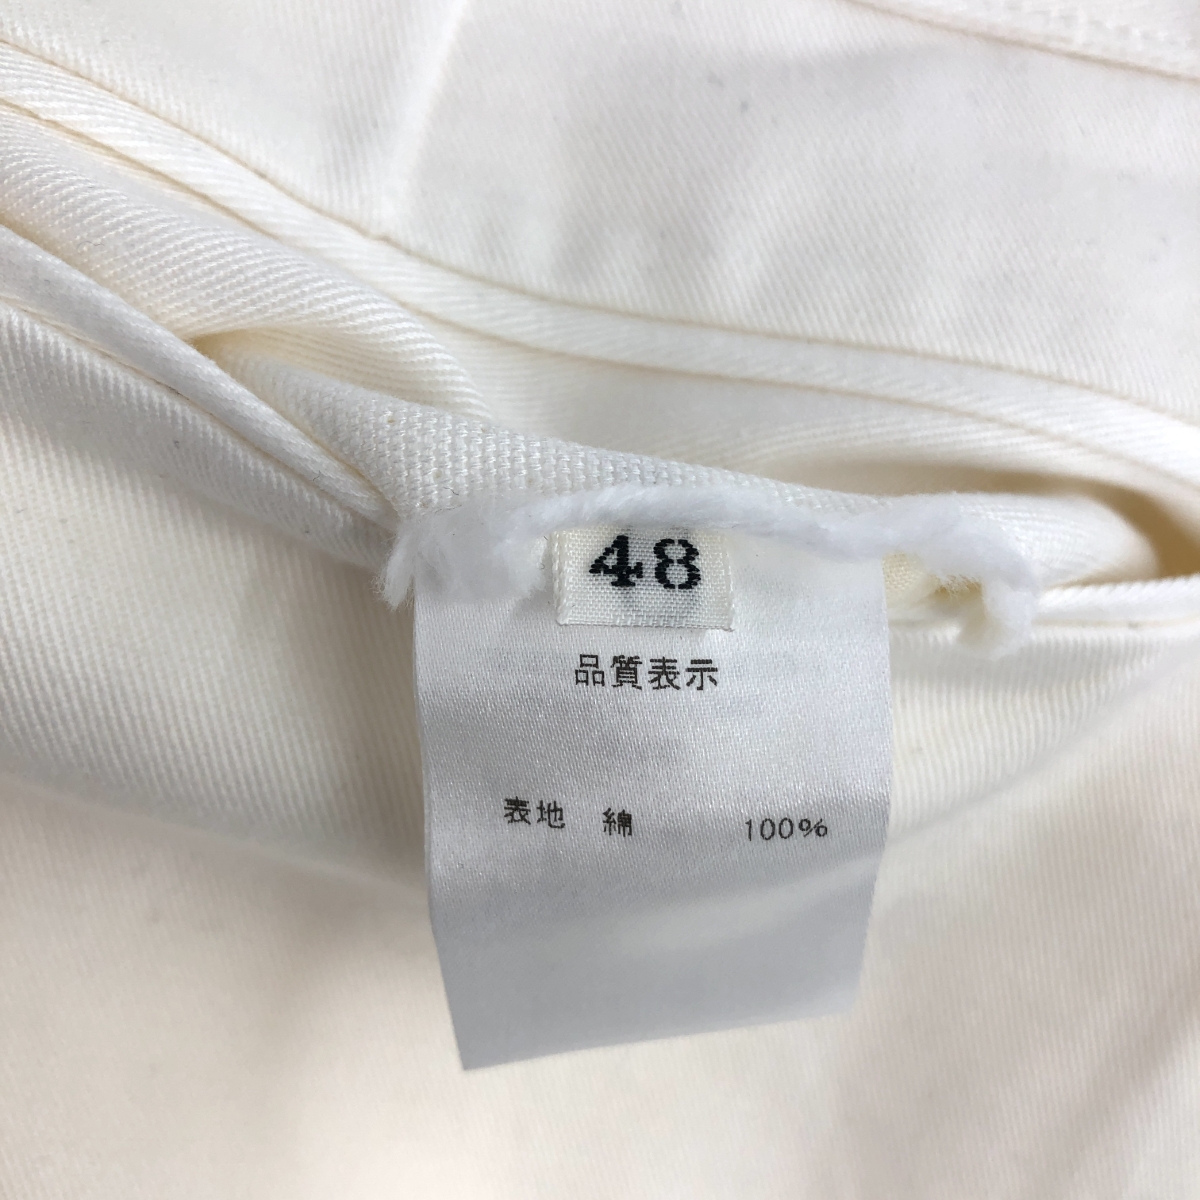 48
品質表示
表地 綿 100%